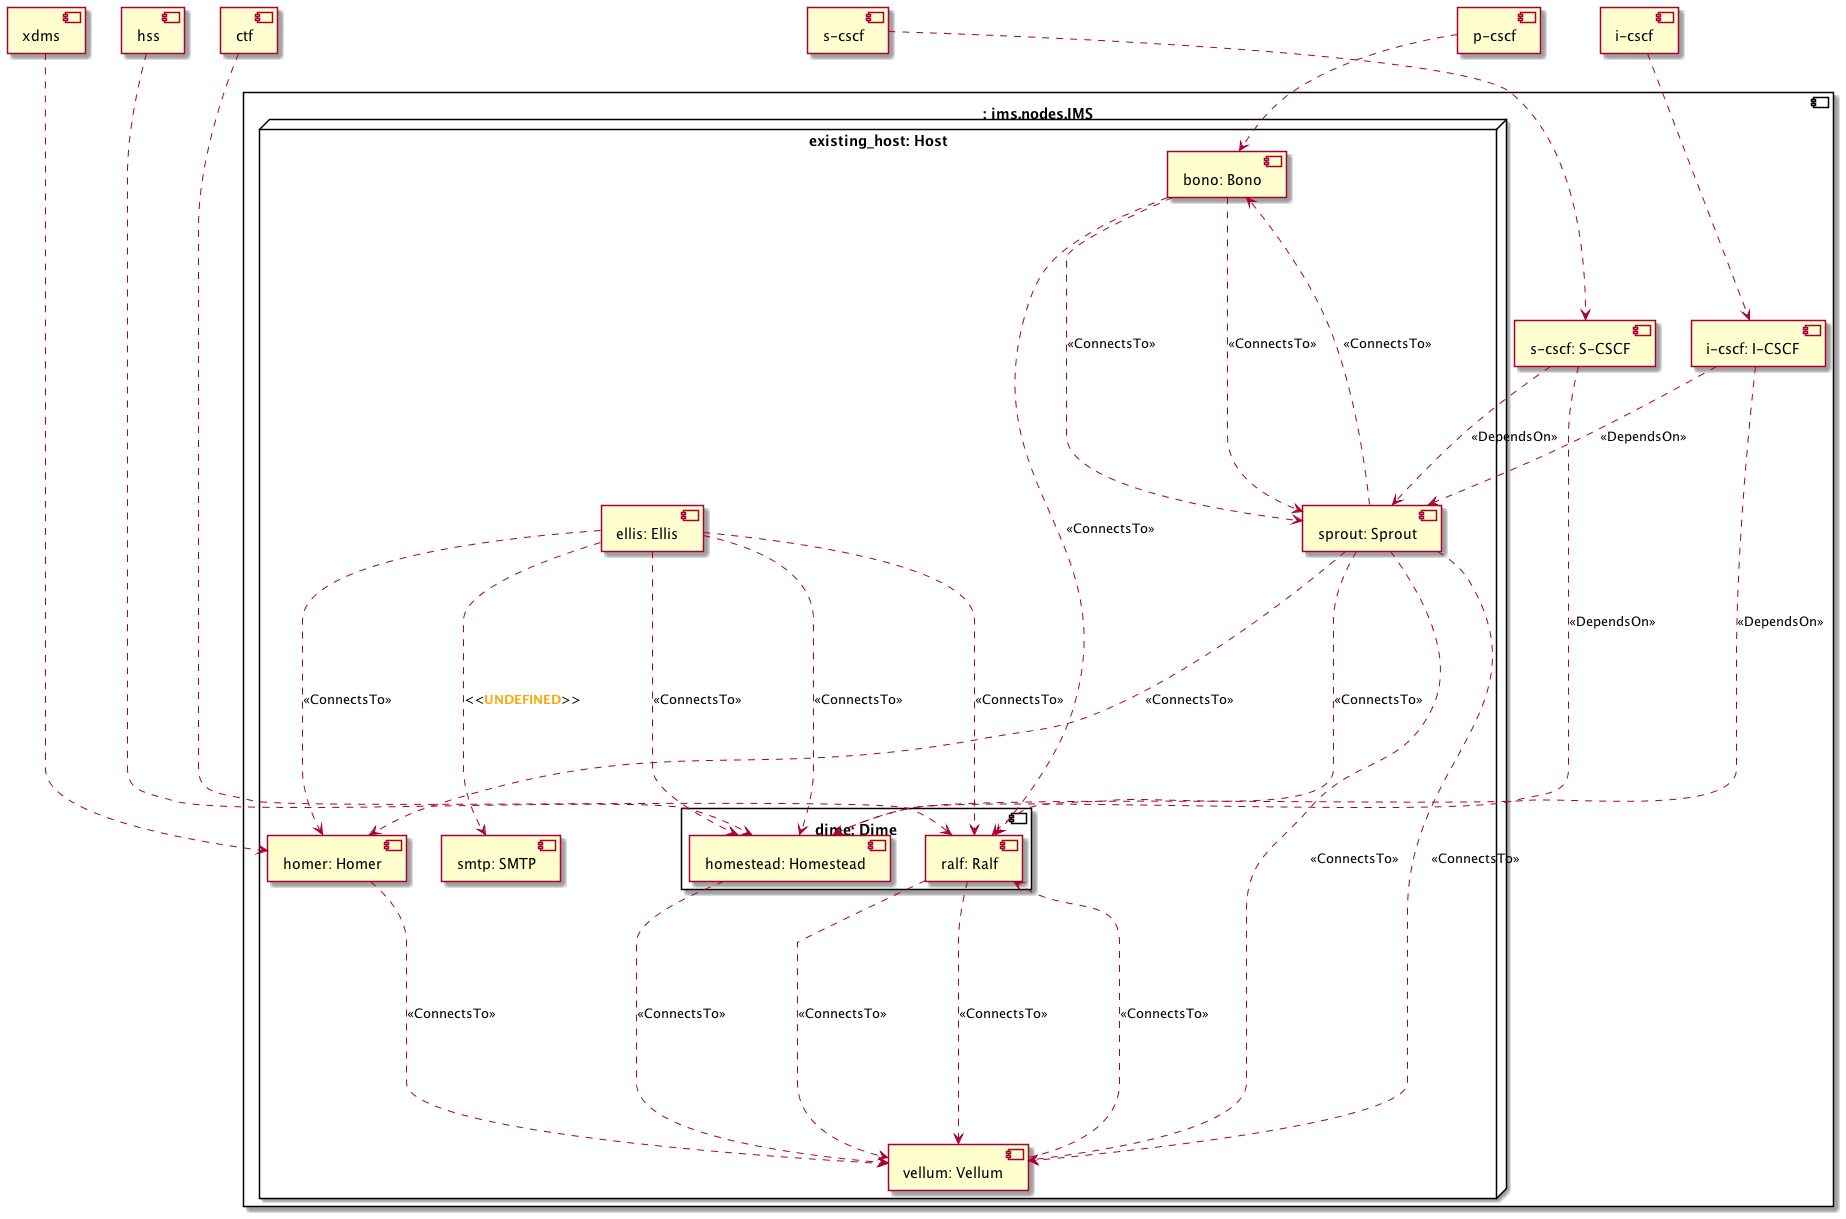 xdms
hss
ctf
s-cscf
p-cscf
i-cscf
: ims.nodes.IMS
existing_host: Host
bono: Bono
«ConnectsTo»
«ConnectsTo»
«ConnectsTo»
s-cscf: S-CSCF
i-cscf: I-CSCF
«DependsOn»
«DependsOn»
«ConnectsTo»
ellis: Ellis
sprout: Sprout
«DependsOn»
«DependsOn»
«ConnectsTo»
<<UNDEFINED>>
«ConnectsTo»
«ConnectsTo»
«ConnectsTo»
«ConnectsTo»
«ConnectsTo»
dime: Dime
homer: Homer
smtp: SMTP
homestead: Homestead
ralf: Ralf
«ConnectsTo»
«ConnectsTo»
«ConnectsTo»
«ConnectsTo»
«ConnectsTo»
«ConnectsTo»
«ConnectsTo»
vellum: Vellum